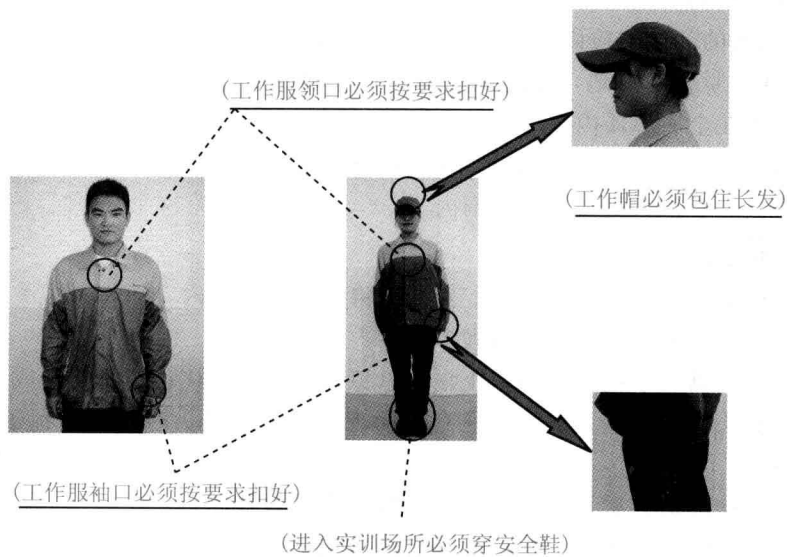 (工作服领口必须按要求扣好)
(工作帽必须包住长发)
(工作服袖口必须按要求扣好)
(进入实训场所必须穿安全鞋)